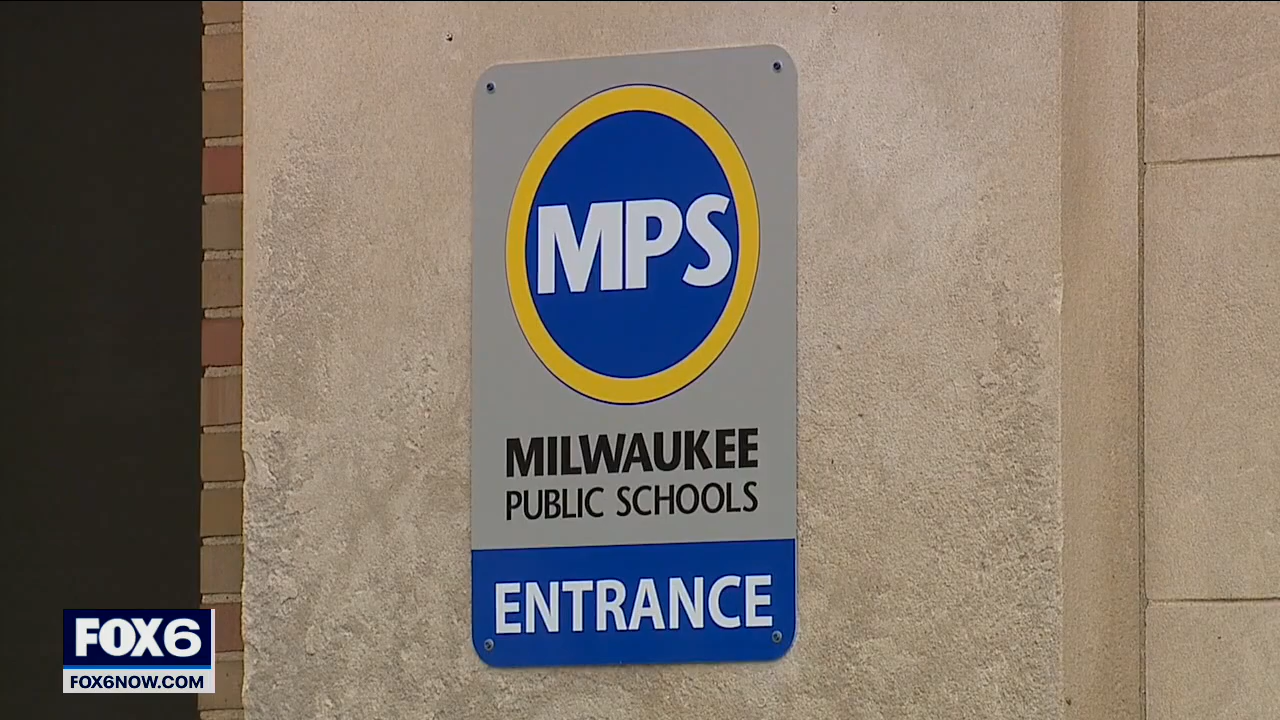 MPS
MILWAUKEE
PUBLIC SCHOOLS
ENTRANCE
FOX6
FOX6NOW.COM